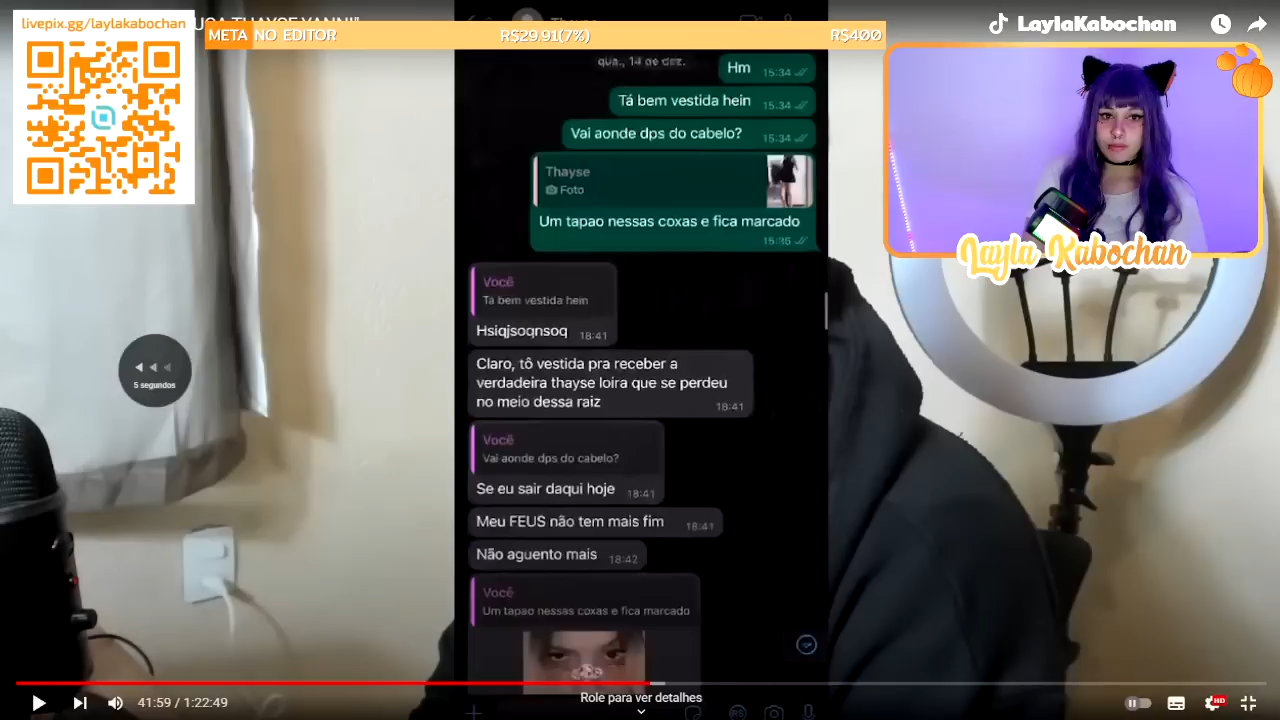 livepix.gg/laylakabochan
THAYSE YANNI"
META NO EDITOR
R$29.91(7%)
R$400
LaylaKabochan
Thayse
qua., 14 de dez.
Hm
15:34
Tá bem vestida hein
15:34
Vai aonde dps do cabelo?
15:34
Thayse
Foto
Um tapao nessas coxas e fica marcado
15:35
Layla Kabochan
Você
Tá bem vestida hein
Hsiqjsoqnsoq
18:41
Claro, tô vestida pra receber a
verdadeira thayse loira que se perdeu
no meio dessa raiz
18:41
5 segundos
Você
Vai aonde dps do cabelo?
Se eu sair daqui hoje
18:41
Meu FEUS não tem mais fim
18:41
Não aguento mais
18:42
Você
Um tapao nessas coxas e fica marcado
41:59 / 1:22:49
Role para ver detalhes
HD